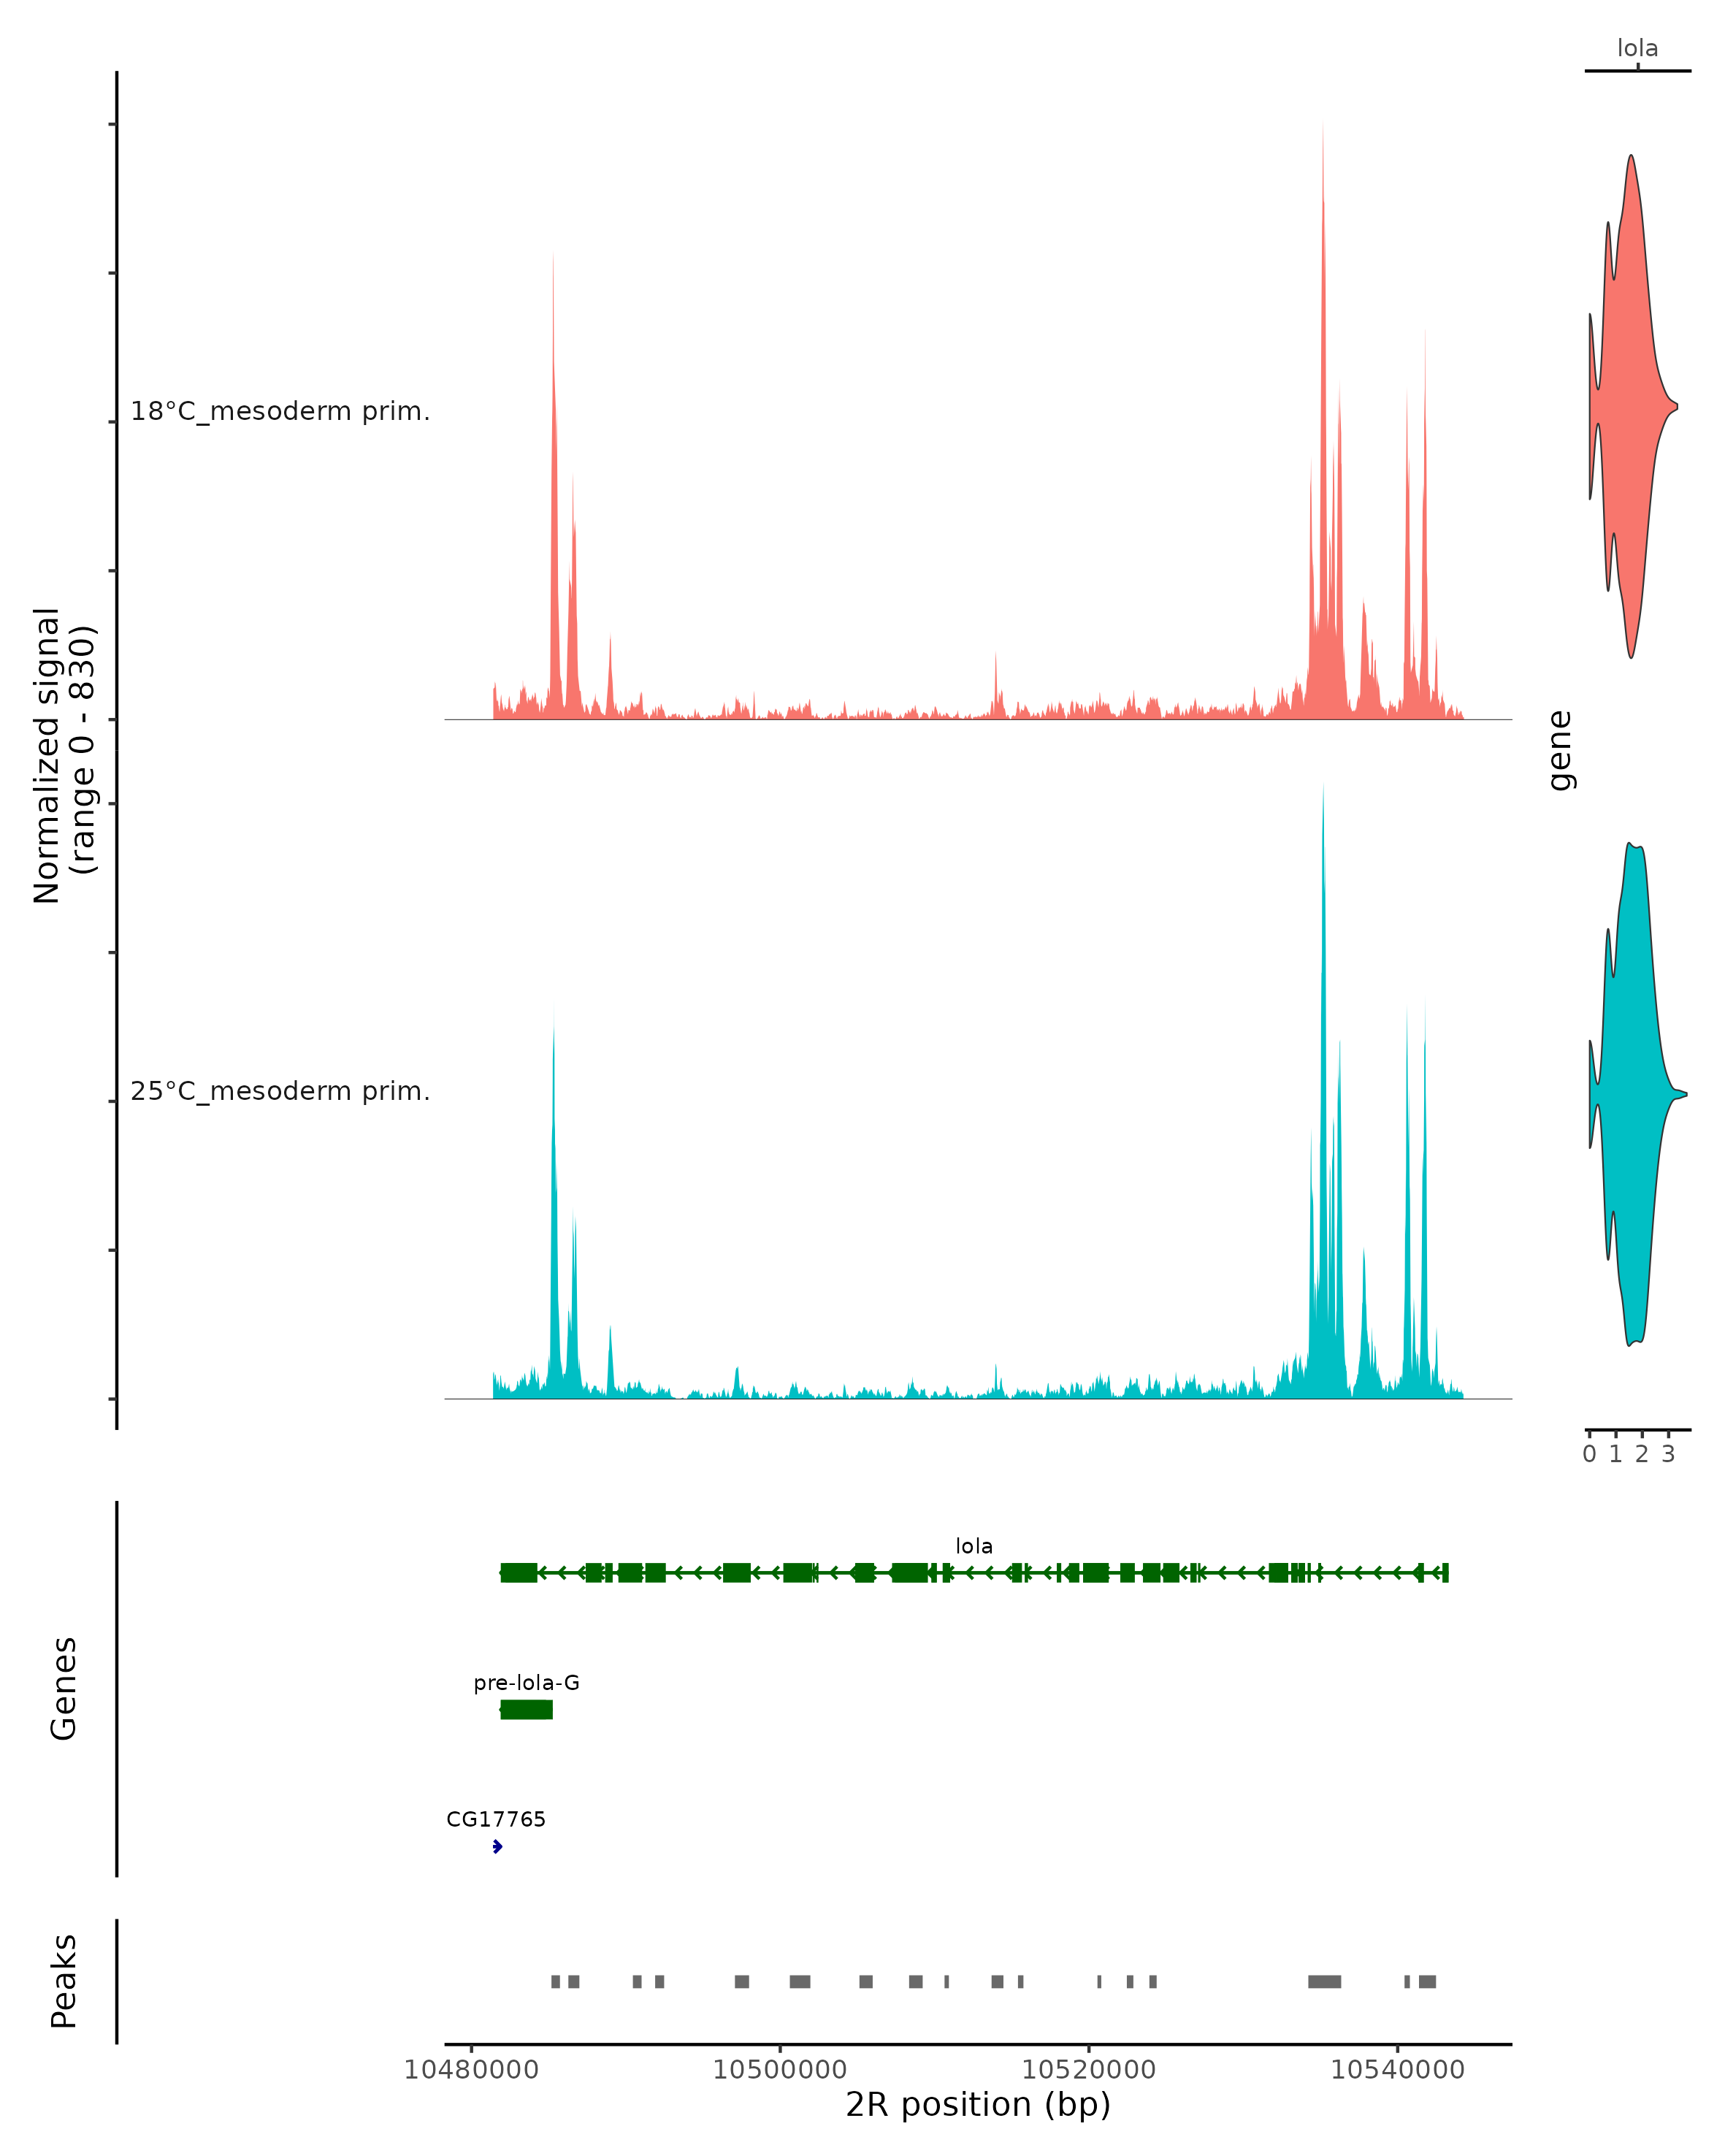 lola
Normalized signal
(range 0 - 830)
18°C_mesoderm prim.
25°C_mesoderm prim.
gene
0 1 2 3
Genes
lola
pre-lola-G
CG17765
Peaks
10480000 10500000 10520000 10540000
2R position (bp)